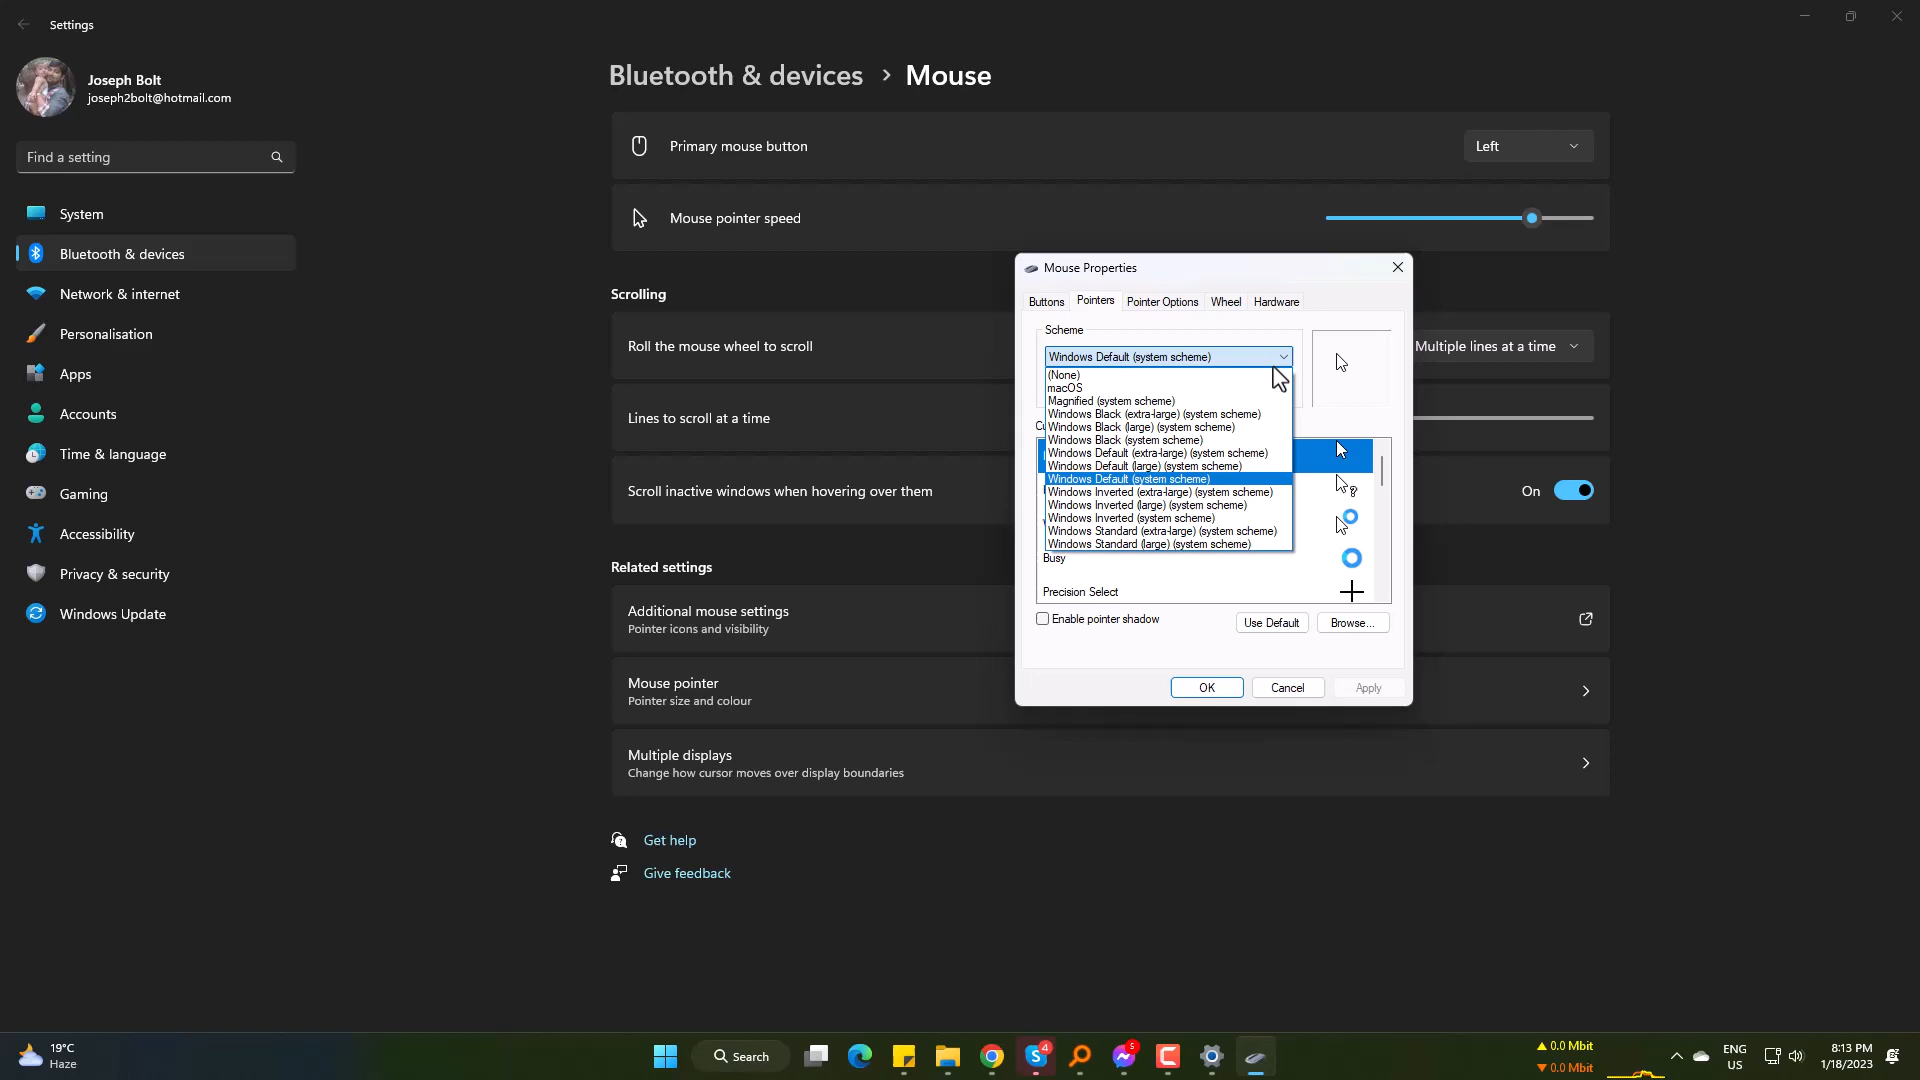 Settings
Joseph Bolt
joseph2bolt@hotmail.com
Find a setting
System
Bluetooth & devices
Network & internet
Personalisation
Apps
Accounts
Time & language
Gaming
Accessibility
Privacy & security
Windows Update
Bluetooth & devices > Mouse
Primary mouse button
Left
Mouse pointer speed
Scrolling
Roll the mouse wheel to scroll
Multiple lines at a time
Lines to scroll at a time
Scroll inactive windows when hovering over them
On
Related settings
Additional mouse settings
Pointer icons and visibility
Mouse pointer
Pointer size and colour
Multiple displays
Change how cursor moves over display boundaries
Get help
Give feedback
Mouse Properties
Buttons Pointers Pointer Options Wheel Hardware
Scheme
Windows Default (system scheme)
(None)
macOS
Magnified (system scheme)
Windows Black (extra-large) (system scheme)
Windows Black (large) (system scheme)
Windows Black (system scheme)
Windows Default (extra-large) (system scheme)
Windows Default (large) (system scheme)
Windows Default (system scheme)
Windows Inverted (extra-large) (system scheme)
Windows Inverted (large) (system scheme)
Windows Inverted (system scheme)
Windows Standard (extra-large) (system scheme)
Windows Standard (large) (system scheme)
Busy
Precision Select
Enable pointer shadow
Use Default
Browse...
OK
Cancel
Apply
19°C
Haze
Search
4
5
0.0 Mbit
0.0 Mbit
ENG
US
8:13 PM
1/18/2023